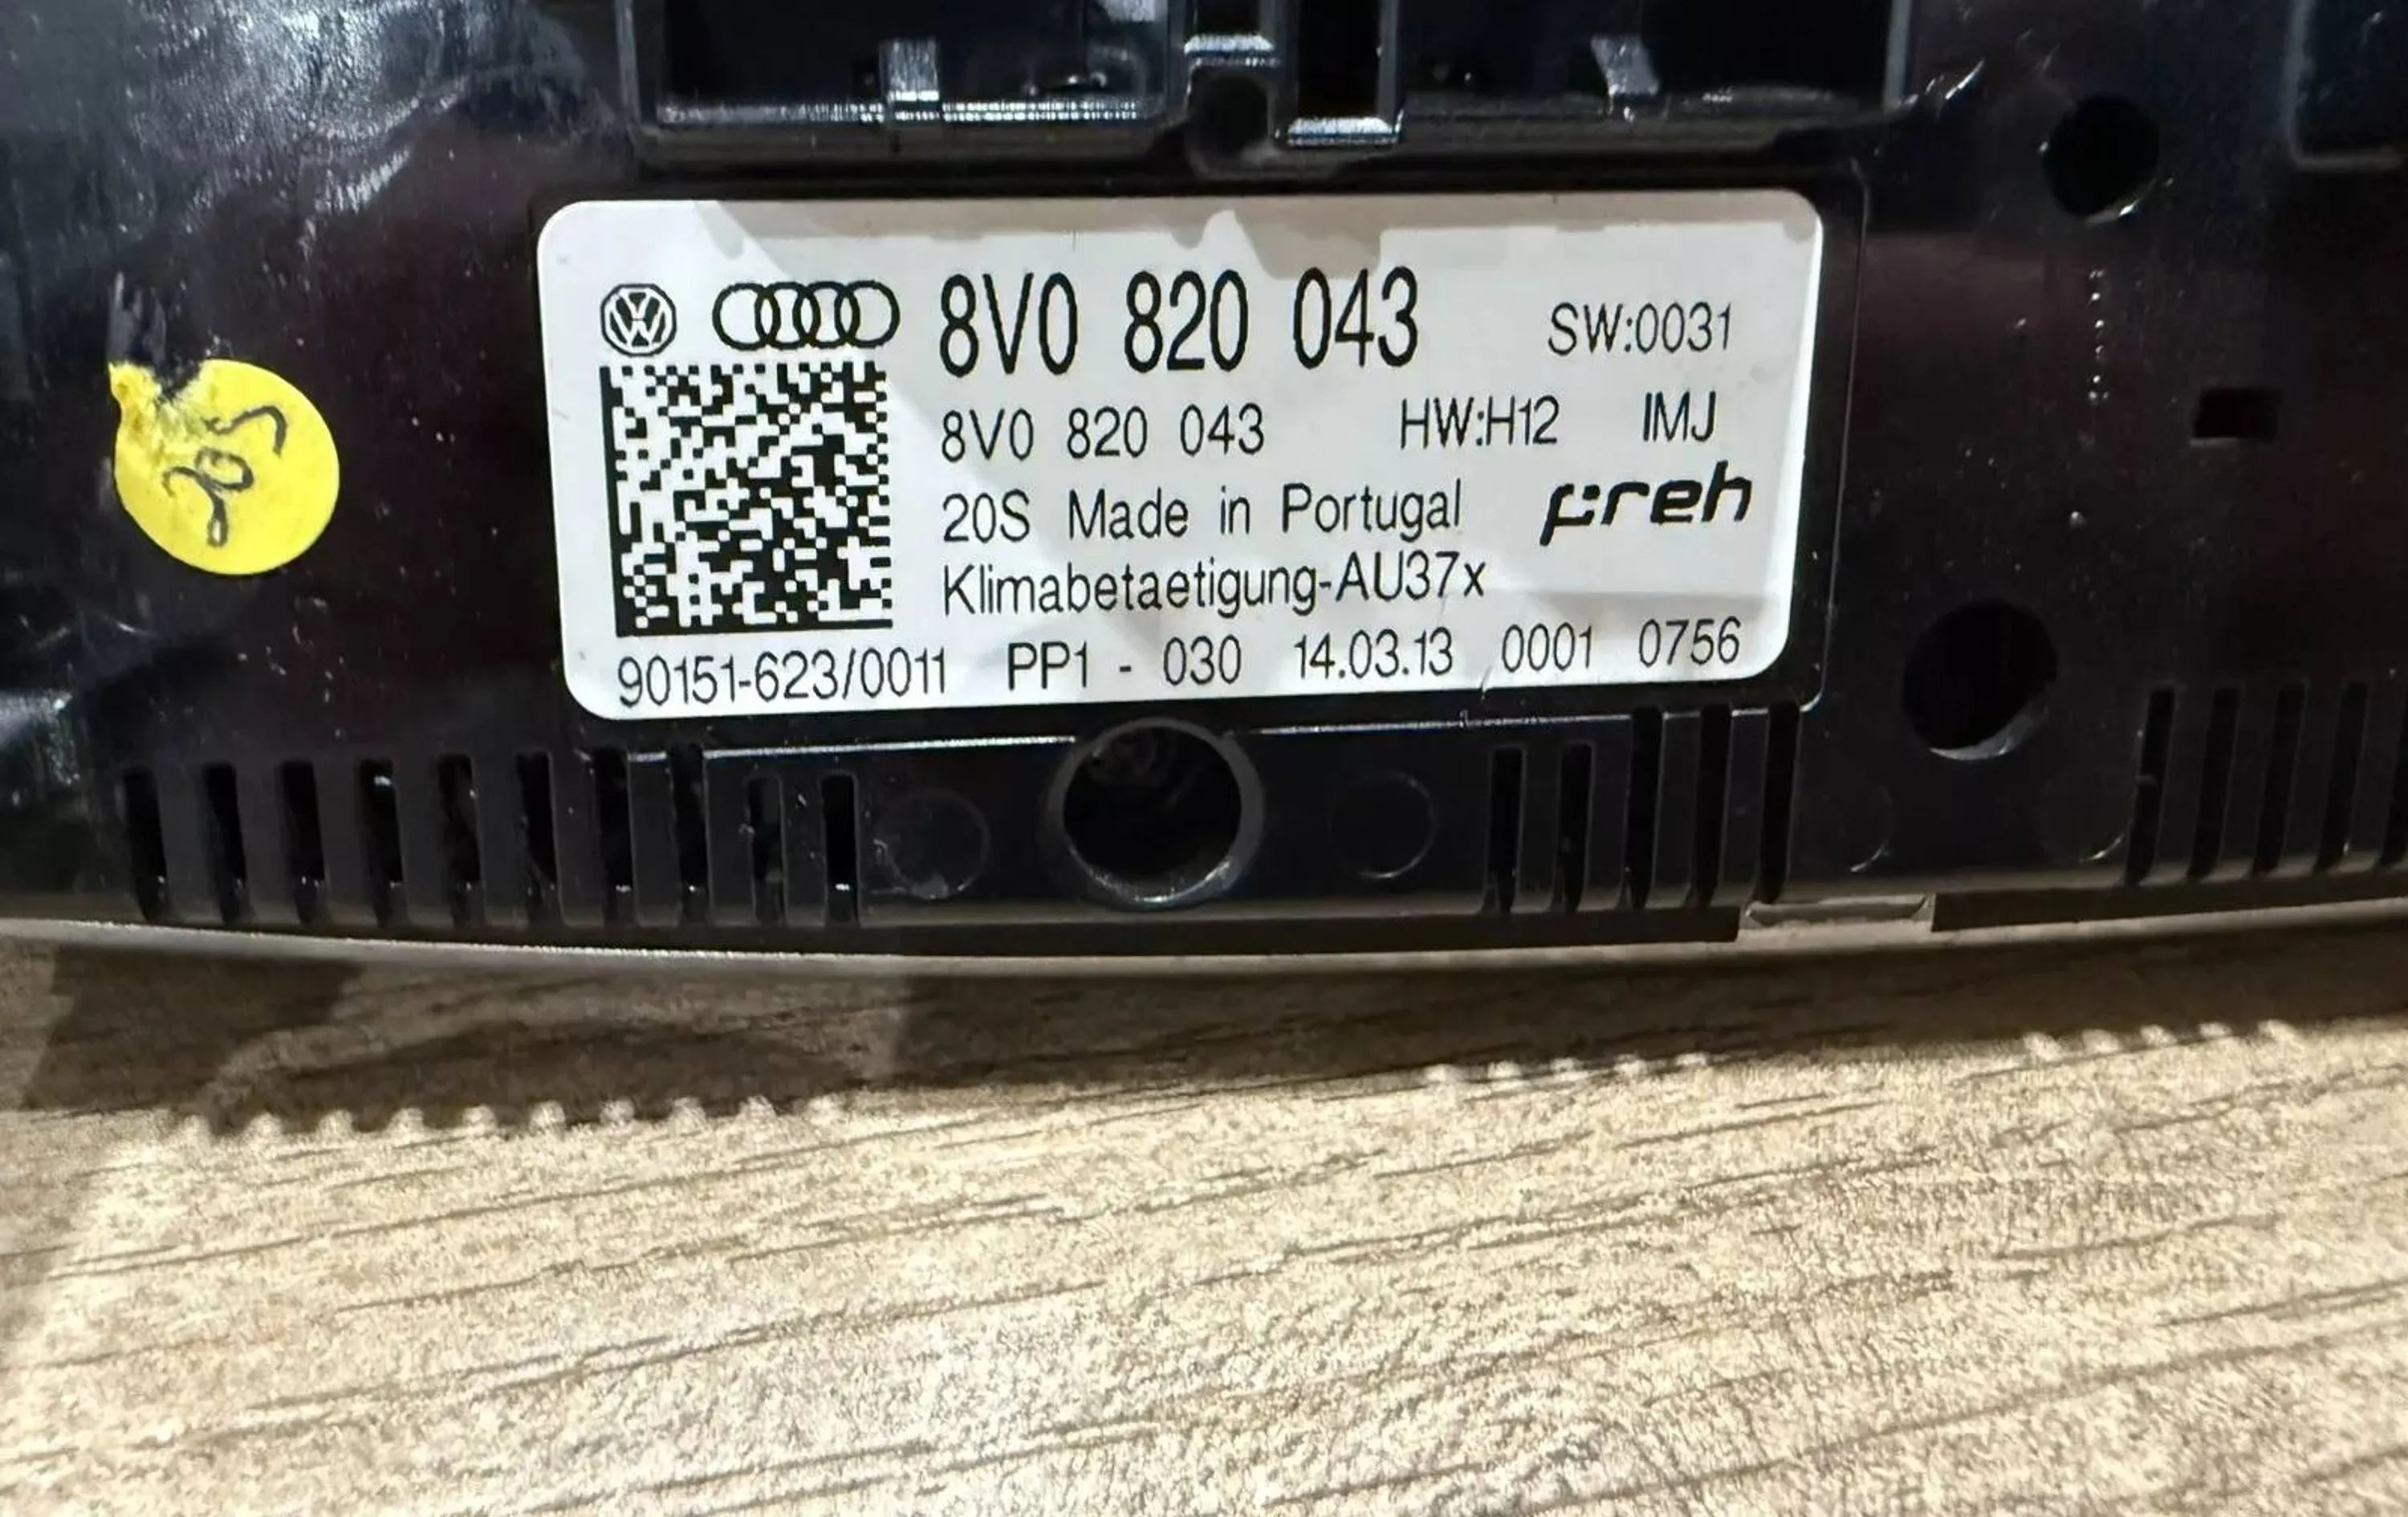 8V0 820 043 SW:0031
8V0 820 043 HW:H12 IMJ
20S Made in Portugal preh
Klimabetaetigung-AU37x
90151-623/0011 PP1 - 030 14.03.13 0001 0756
20S